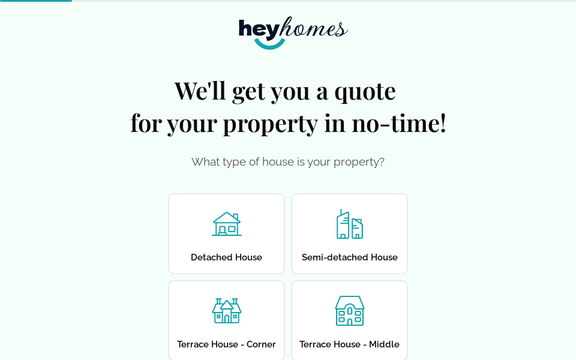 heyhomes
We'll get you a quote
for your property in no-time!
What type of house is your property?
Detached House
Semi-detached House
Terrace House - Corner
Terrace House - Middle